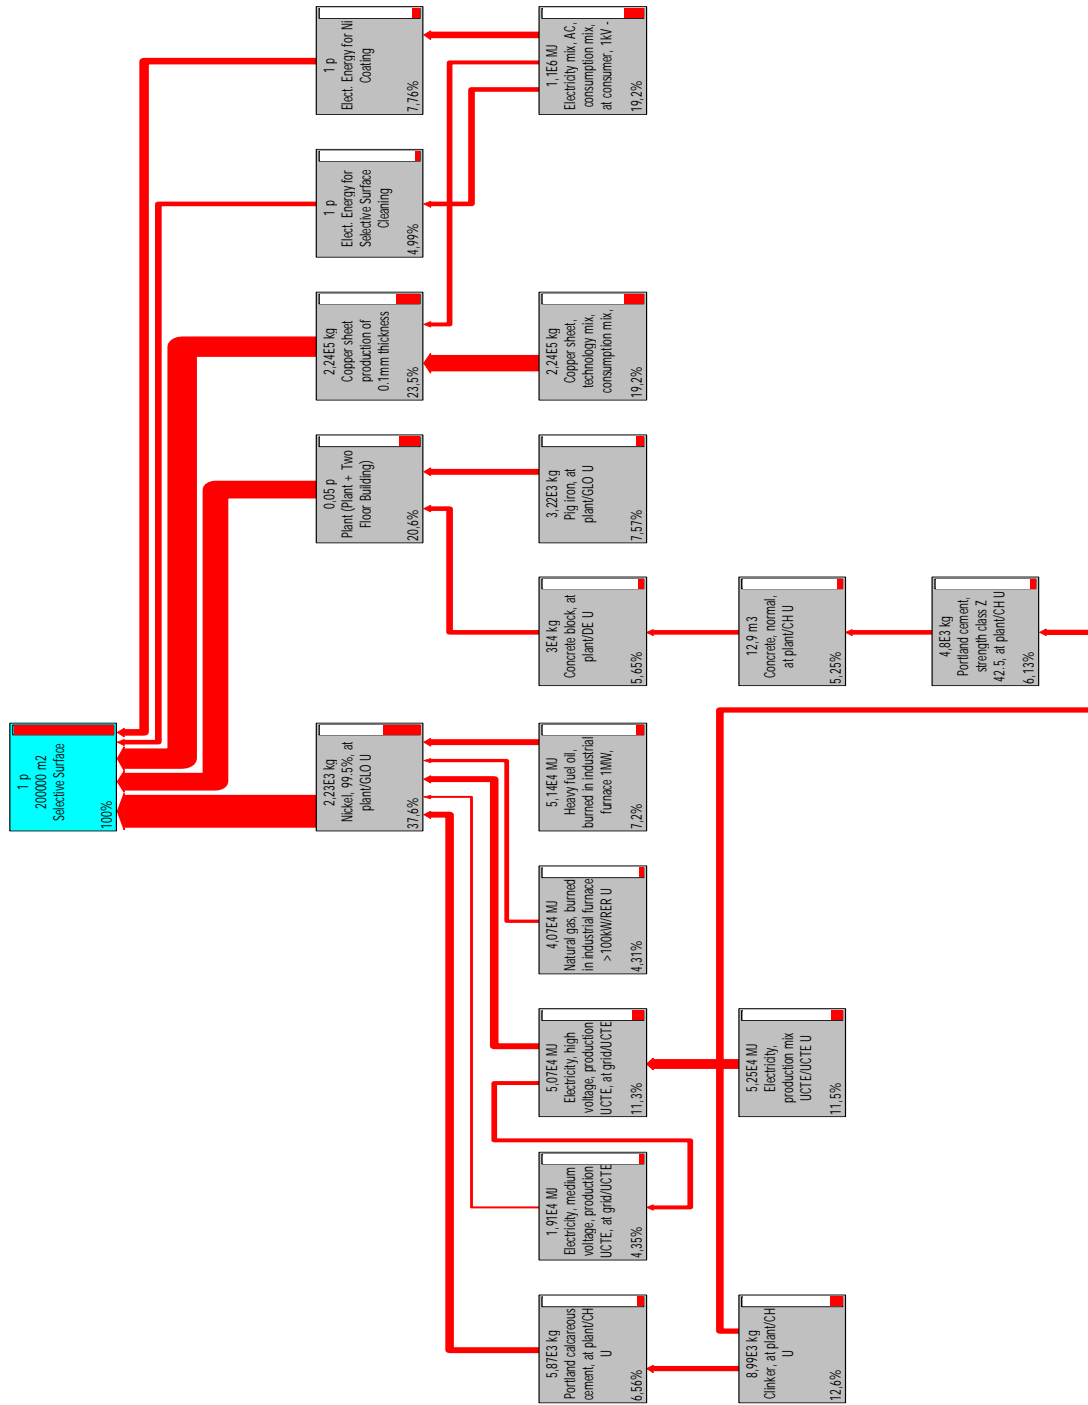 1 p
200000 m2
Selective Surface
100%
2,23E3 kg
Nickel, 99.5%, at
plant/GLO U
37,6%
0,05 p
Plant (Plant + Two
Floor Building)
20,6%
2,24E5 kg
Copper sheet
production of
0.1mm thickness
23,5%
1 p
Elect. Energy for
Selective Surface
Cleaning
4,99%
1 p
Elect. Energy for Ni
Coating
7,76%
5,87E3 kg
Portland calcareous
cement, at plant/CH
U
6,56%
1,91E4 MJ
Electricity, medium
voltage, production
UCTE, at grid/UCTE
4,35%
5,07E4 MJ
Electricity, high
voltage, production
UCTE, at grid/UCTE
11,3%
4,07E4 MJ
Natural gas, burned
in industrial furnace
>100kW/RER U
4,31%
5,14E4 MJ
Heavy fuel oil,
burned in industrial
furnace 1MW,
7,2%
3E4 kg
Concrete block, at
plant/DE U
5,65%
3,22E3 kg
Pig iron, at
plant/GLO U
7,57%
2,24E5 kg
Copper sheet,
technology mix,
consumption mix,
19,2%
1,1E6 MJ
Electricity mix, AC,
consumption mix,
at consumer, 1kV -
19,2%
8,99E3 kg
Clinker, at plant/CH
U
12,6%
5,25E4 MJ
Electricity,
production mix
UCTE/UCTE U
11,5%
12,9 m3
Concrete, normal,
at plant/CH U
5,25%
4,8E3 kg
Portland cement,
strength class Z
42.5, at plant/CH U
6,13%